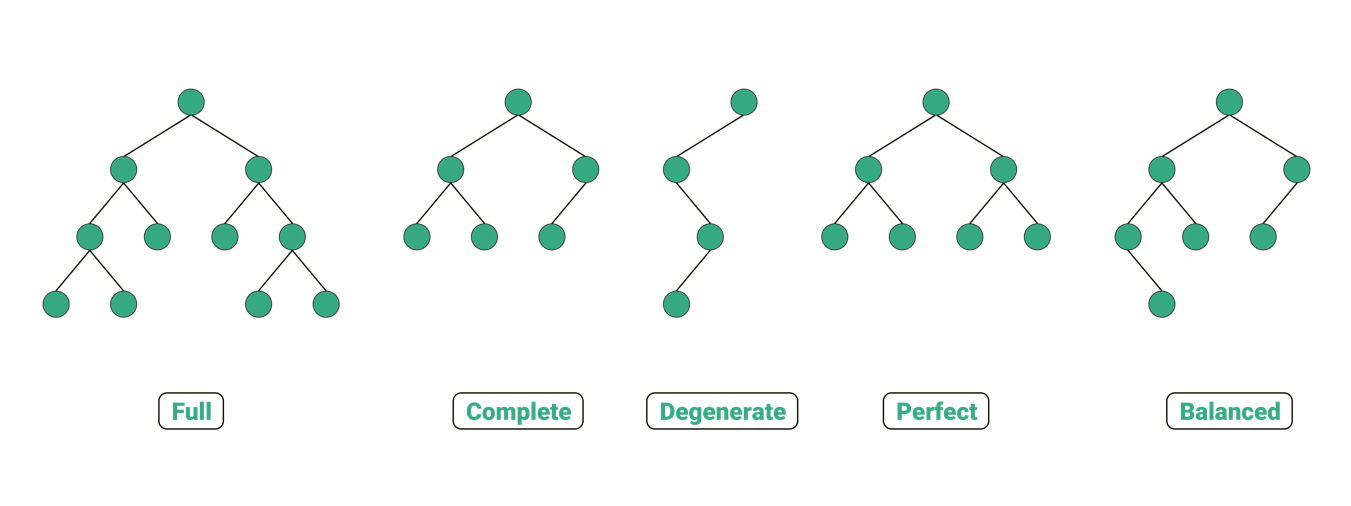 Full
Complete
Degenerate
Perfect
Balanced